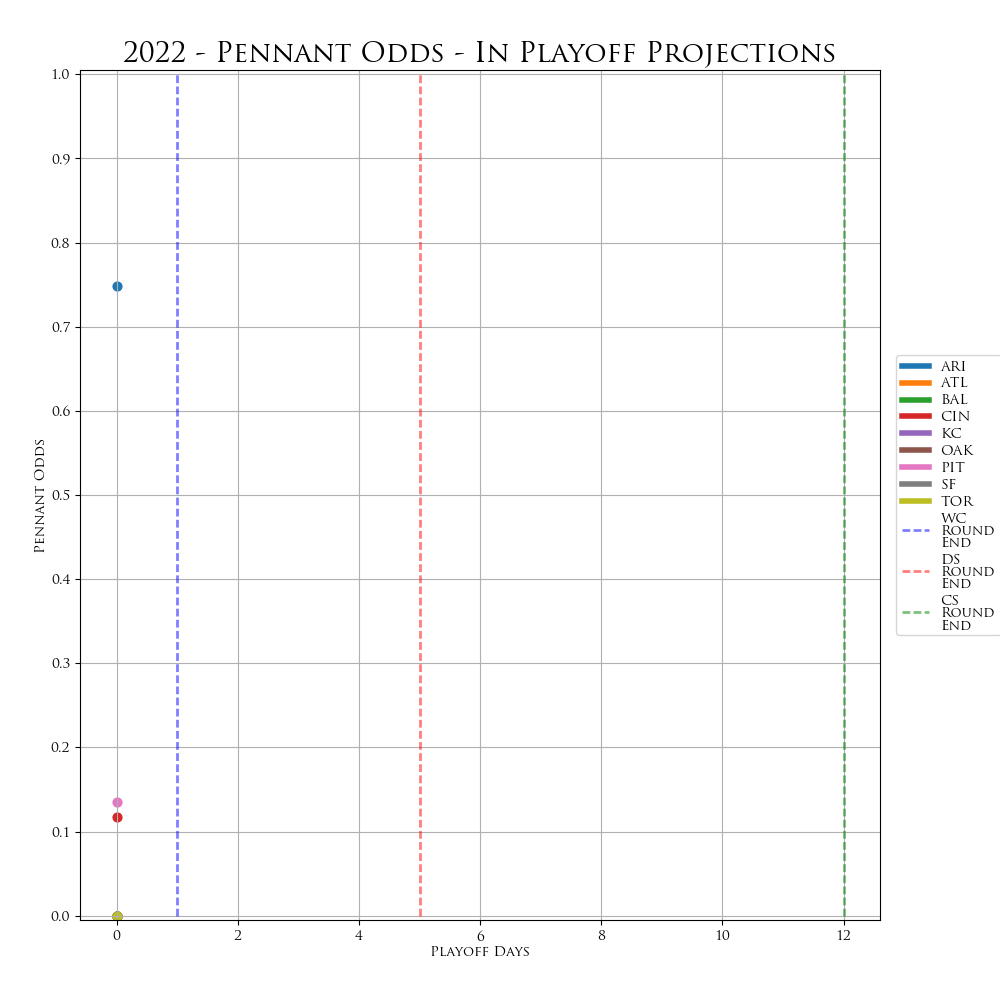 2022 - Pennant Odds - In Playoff Projections
1.0
0.9
0.8
0.7
0.6
0.5
0.4
0.3
0.2
0.1
0.0
Pennant Odds
0 2 4 6 8 10 12
Playoff Days
ARI
ATL
BAL
CIN
KC
OAK
PIT
SF
TOR
WC
Round
End
DS
Round
End
CS
Round
End